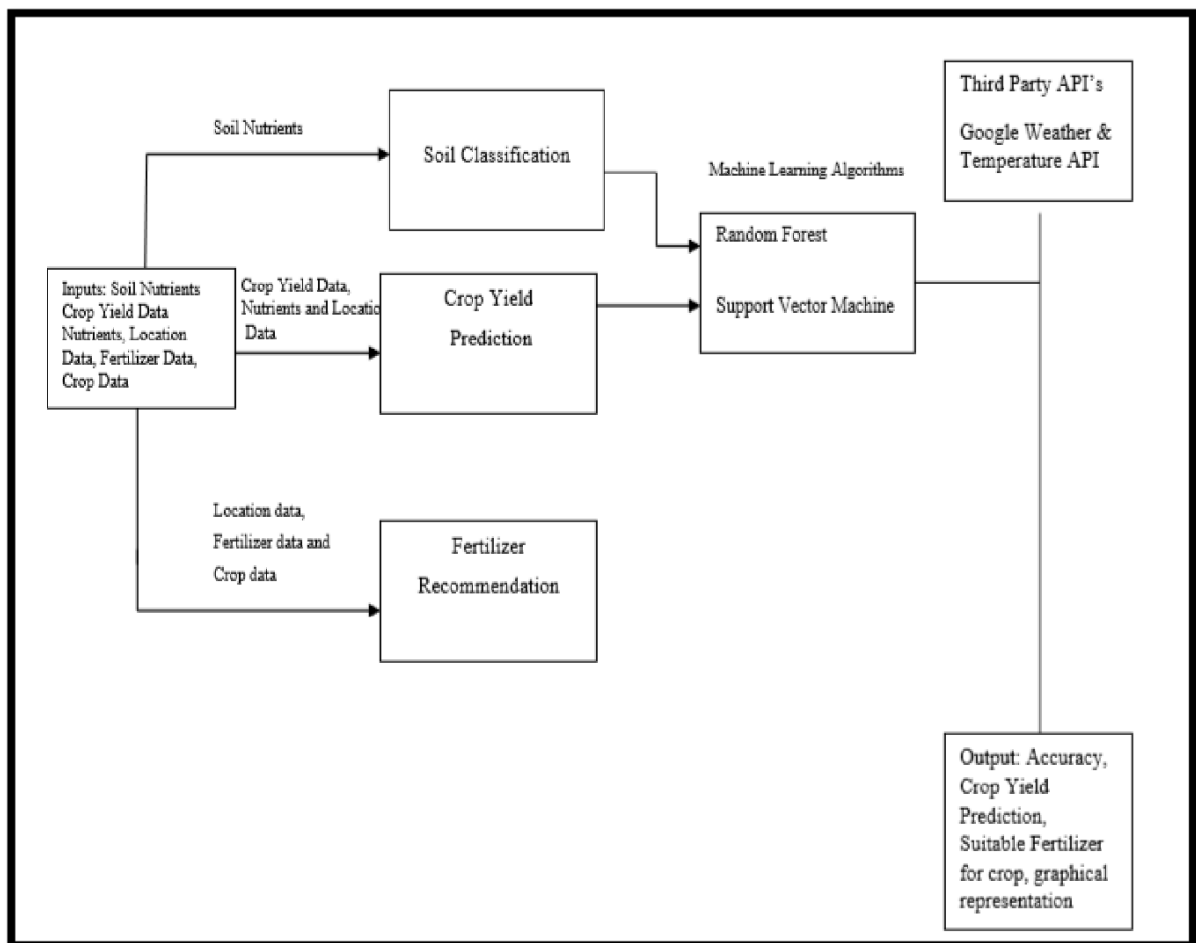 Soil Nutrients
Soil Classification
Third Party API's
Google Weather &
Temperature API
Machine Learning Algorithms
Random Forest
Support Vector Machine
Inputs: Soil Nutrients
Crop Yield Data
Nutrients, Location
Data, Fertilizer Data,
Crop Data
Crop Yield Data,
Nutrients and Locatio
Data
Crop Yield
Prediction
Location data,
Fertilizer data and
Crop data
Fertilizer
Recommendation
Output: Accuracy,
Crop Yield
Prediction,
Suitable Fertilizer
for crop, graphical
representation